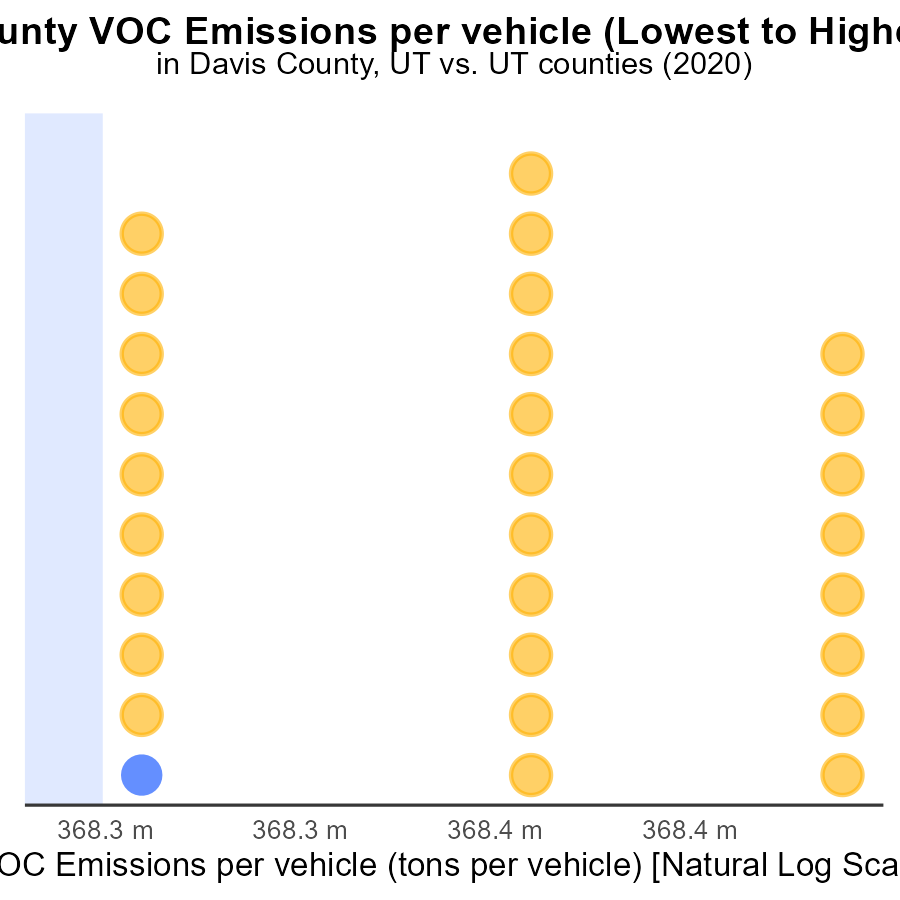 unty VOC Emissions per vehicle (Lowest to Highe
in Davis County, UT vs. UT counties (2020)
368.3 m 368.3 m 368.4 m 368.4 m
OC Emissions per vehicle (tons per vehicle) [Natural Log Sca